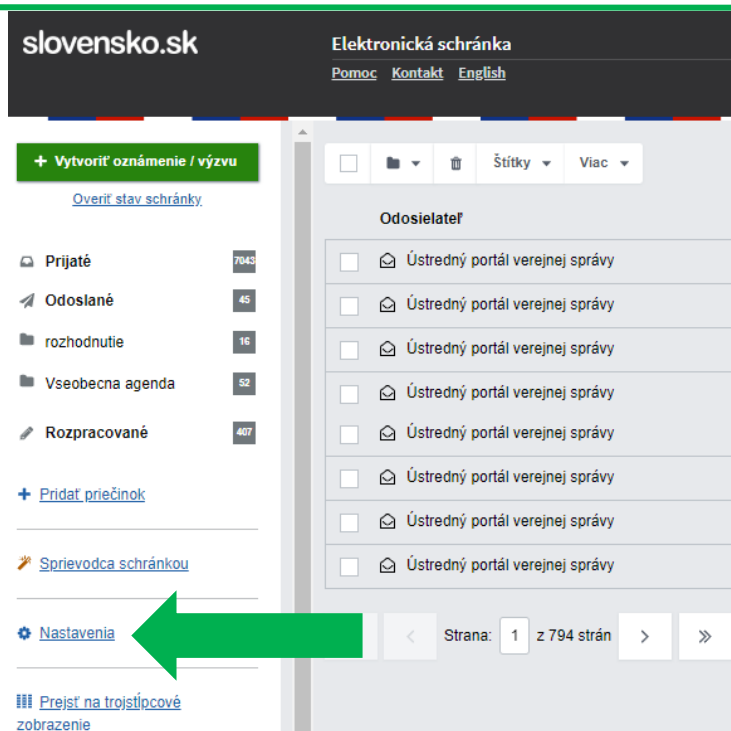 slovensko.sk
Elektronická schránka
Pomoc Kontakt English
+ Vytvoriť oznámenie / výzvu
Overiť stav schránky
Prijaté 7043
Odoslané 45
rozhodnutie 16
Vseobecna agenda 52
Rozpracované 407
+ Pridať priečinok
Sprievodca schránkou
Nastavenia
Prejsť na trojstĺpcové
zobrazenie
Štítky Viac
Odosielateľ
Ústredný portál verejnej správy
Ústredný portál verejnej správy
Ústredný portál verejnej správy
Ústredný portál verejnej správy
Ústredný portál verejnej správy
Ústredný portál verejnej správy
Ústredný portál verejnej správy
Ústredný portál verejnej správy
Strana: 1 z 794 strán